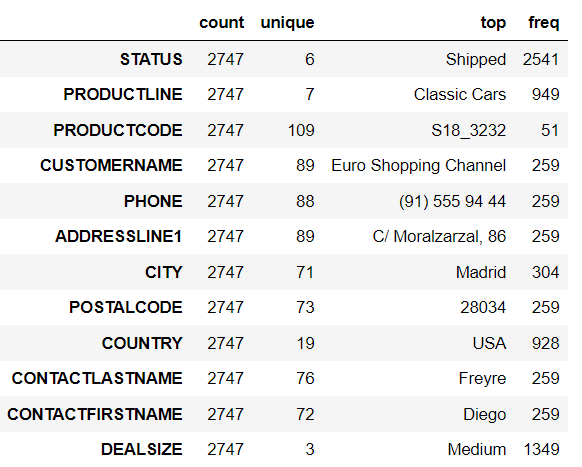 count unique top freq
STATUS 2747 6 Shipped 2541
PRODUCTLINE 2747 7 Classic Cars 949
PRODUCTCODE 2747 109 S18_3232 51
CUSTOMERNAME 2747 89 Euro Shopping Channel 259
PHONE 2747 88 (91) 555 94 44 259
ADDRESSLINE1 2747 89 C/ Moralzarzal, 86 259
CITY 2747 71 Madrid 304
POSTALCODE 2747 73 28034 259
COUNTRY 2747 19 USA 928
CONTACTLASTNAME 2747 76 Freyre 259
CONTACTFIRSTNAME 2747 72 Diego 259
DEALSIZE 2747 3 Medium 1349